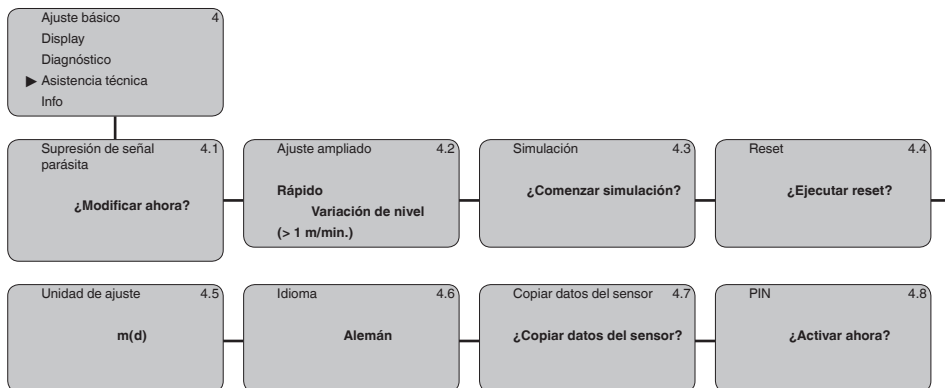 Ajuste básico 4
Display
Diagnóstico
▶ Asistencia técnica
Info
Supresión de señal 4.1
parásita
¿Modificar ahora?
Ajuste ampliado 4.2
Rápido
Variación de nivel
(> 1 m/min.)
Simulación 4.3
¿Comenzar simulación?
Reset 4.4
¿Ejecutar reset?
Unidad de ajuste 4.5
m(d)
Idioma 4.6
Alemán
Copiar datos del sensor 4.7
¿Copiar datos del sensor?
PIN 4.8
¿Activar ahora?